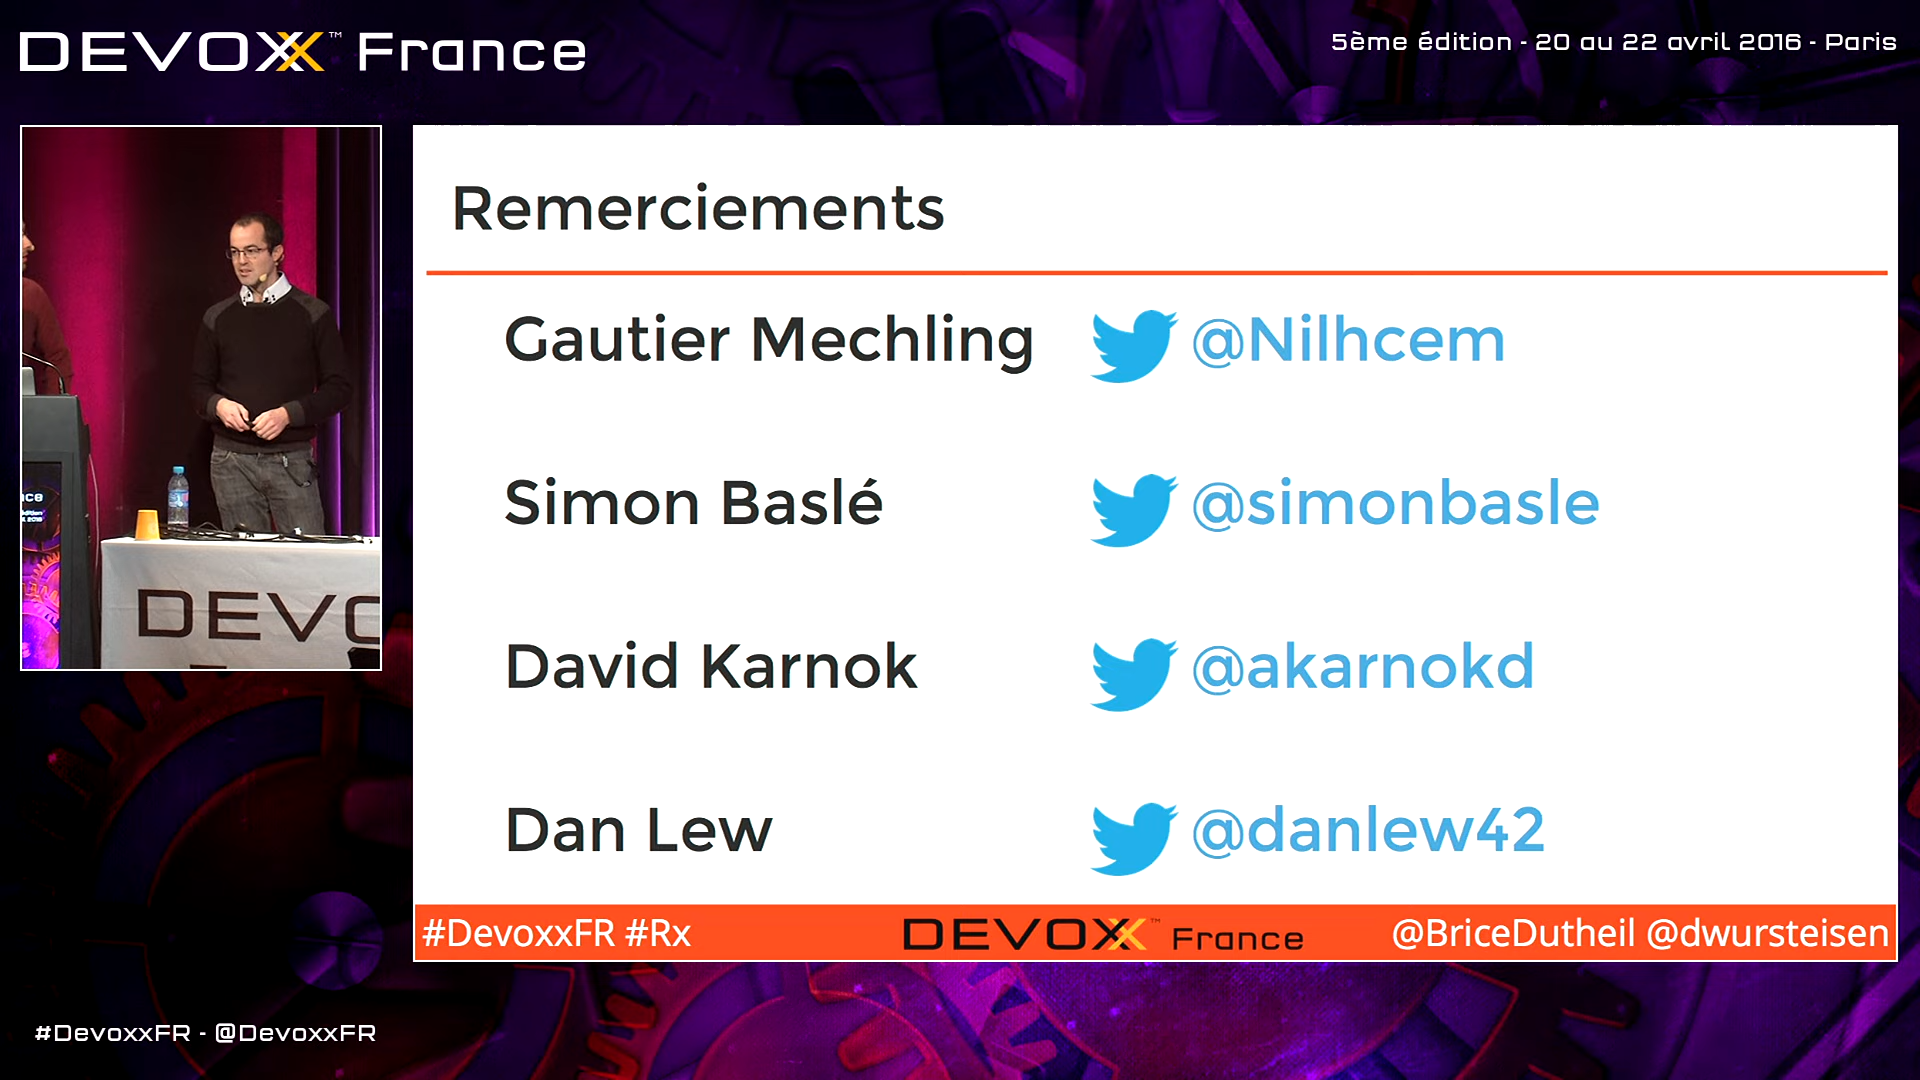 DEVOXX™ France
5ème édition - 20 au 22 avril 2016 - Paris
Remerciements
Gautier Mechling @Nilhcem
Simon Baslé @simonbasle
David Karnok @akarnokd
Dan Lew @danlew42
#DevoxxFR #Rx DEVOXX™ France @BriceDutheil @dwursteisen
DEVO
#DevoxxFR - @DevoxxFR